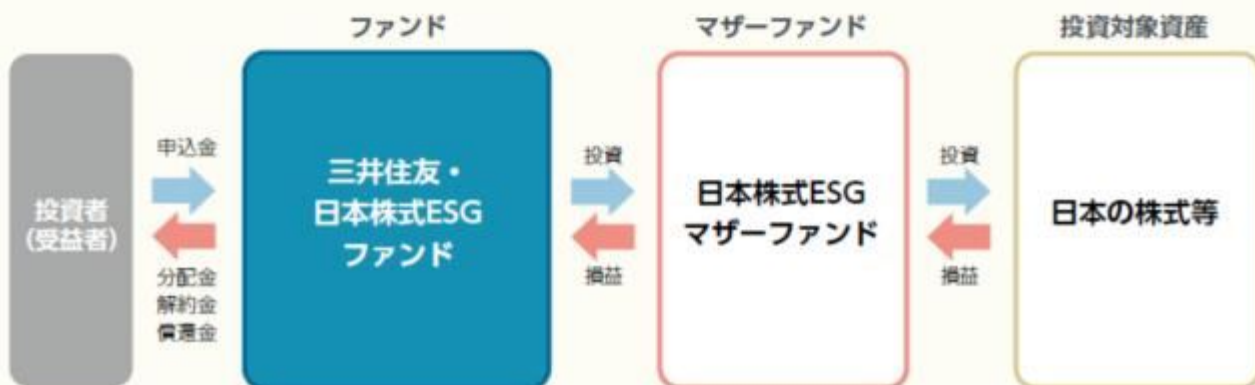 ファンド
マザーファンド
投資対象資産
投資者
(受益者)
申込金
分配金
解約金
償還金
三井住友・
日本株式ESG
ファンド
投資
損益
日本株式ESG
マザーファンド
投資
損益
日本の株式等